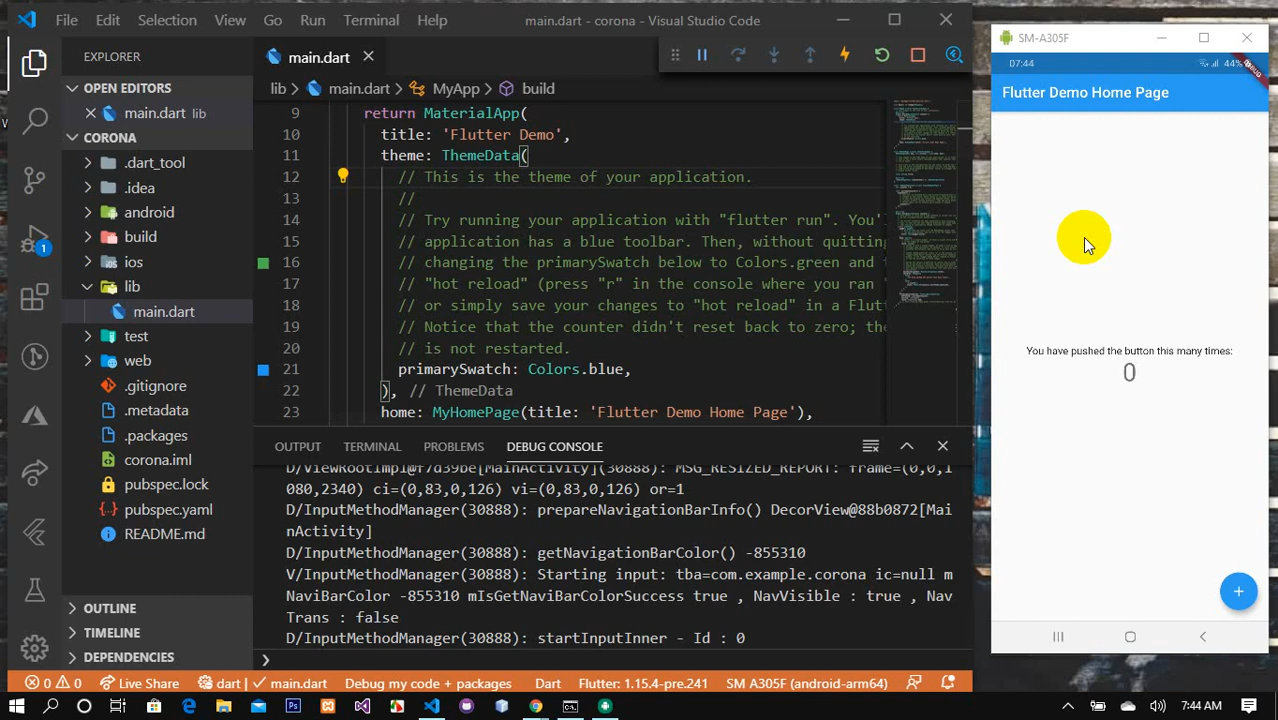 File Edit Selection View Go Run Terminal Help main.dart - corona - Visual Studio Code
EXPLORER
OPEN EDITORS
main.dart lib
CORONA
.dart_tool
.idea
android
build
ios
lib
main.dart
test
web
.gitignore
.metadata
.packages
corona.iml
pubspec.lock
pubspec.yaml
README.md
OUTLINE
TIMELINE
DEPENDENCIES
1
main.dart
lib main.dart MyApp build
9 return MaterialApp(
10 title: 'Flutter Demo',
11 theme: ThemeData(
12 // This is the theme of your application.
//
14 // Try running your application with "flutter run". You'
15 // application has a blue toolbar. Then, without quitting
16 // changing the primarySwatch below to Colors.green and
17 // "hot reload" (press "r" in the console where you ran "
18 // or simply save your changes to "hot reload" in a Flutt
19 // Notice that the counter didn't reset back to zero; the
20 // is not restarted.
21 primarySwatch: Colors.blue,
22 ), // ThemeData
23 home: MyHomePage(title: 'Flutter Demo Home Page'),
TPUT TERMINAL PROBLEMS DEBUG CONSOLE
D/ViewRootImpl@f7d39be[MainActivity](30888): MSG_RESIZED_REPORT: frame=(0,0,1
080,2340) ci=(0,83,0,126) vi=(0,83,0,126) or=1
D/InputMethodManager(30888): prepareNavigationBarInfo() DecorView@88b0872[Mai
nActivity]
D/InputMethodManager(30888): getNavigationBarColor() -855310
//InputMethodManager(30888): Starting input: tba=com.example.corona ic=null m
NaviBarColor -855310 mIsGetNaviBarColorSuccess true , NavVisible : true , Nav
Trans : false
D/InputMethodManager(30888): startInputInner - Id : 0
0 0 Live Share dart | main.dart Debug my code + packages Dart Flutter: 1.15.4-pre.241 SM A305F (android-arm64)
SM-A305F
07:44 44%
DEBUG
Flutter Demo Home Page
You have pushed the button this many times:
0
7:44 AM